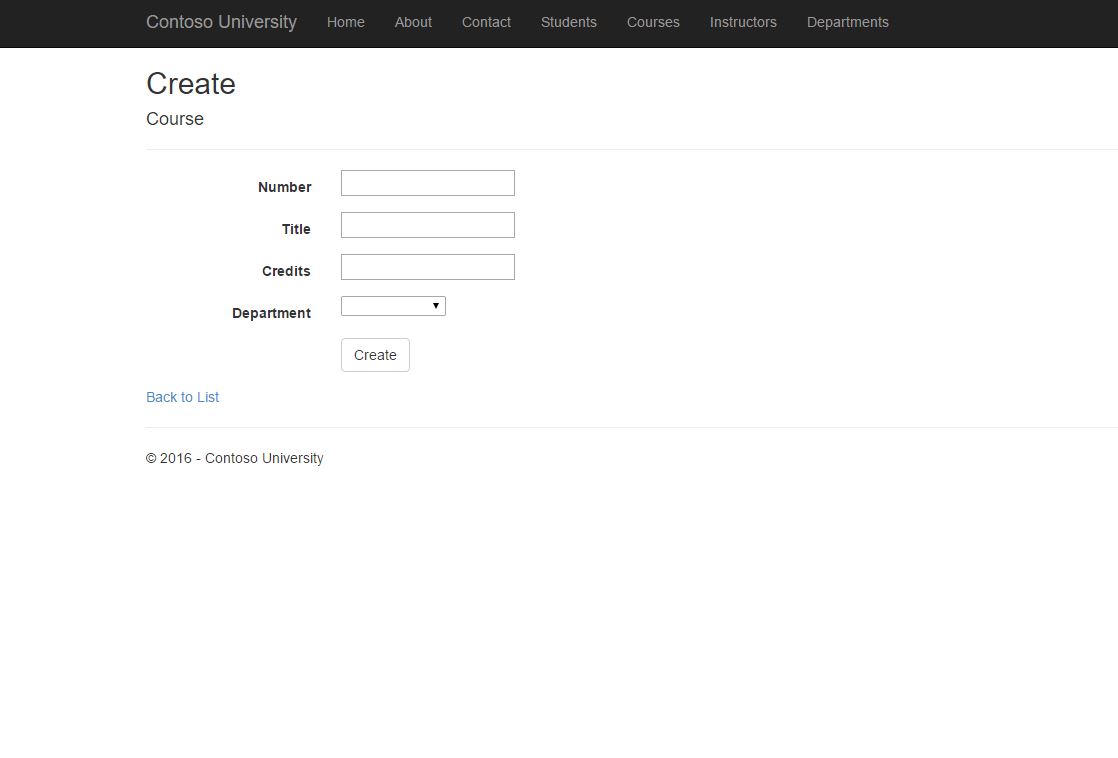 Contoso University Home About Contact Students Courses Instructors Departments
Create
Course
Number
Title
Credits
Department
Create
Back to List
© 2016 - Contoso University